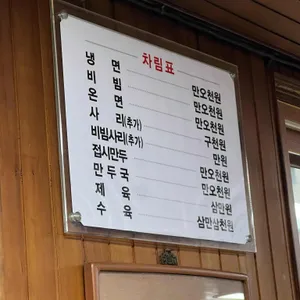 차림표
냉면 만오천원
비빔 만오천원
온면 만오천원
사리(추가) 구천원
비빔사리(추가) 만원
접시만두 만오천원
만두국 만오천원
제육 삼만원
수육 삼만삼천원